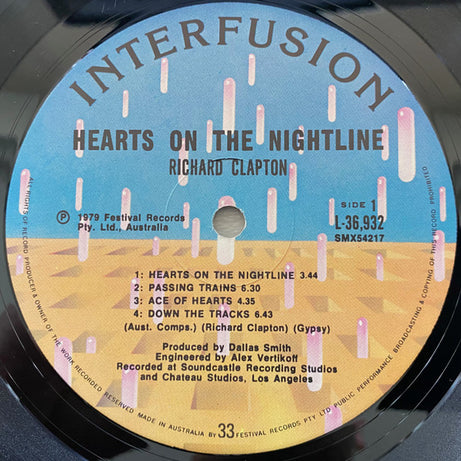 INTERFUSION
HEARTS ON THE NIGHTLINE
RICHARD CLAPTON
SIDE 1
L-36,932
SMX54217
Ⓟ 1979 Festival Records
Pty. Ltd., Australia
1: HEARTS ON THE NIGHTLINE 3.44
2: PASSING TRAINS 6.30
3: ACE OF HEARTS 4.35
4: DOWN THE TRACKS 6.43
(Aust. Comps.) (Richard Clapton) (Gypsy)
Produced by Dallas Smith
Engineered by Alex Vertikoff
Recorded at Soundcastle Recording Studios
and Chateau Studios, Los Angeles
ALL RIGHTS OF RECORD PRODUCER & OWNER OF THE WORK RECORDED RESERVED MADE IN AUSTRALIA BY 33 FESTIVAL RECORDS PTY LTD PUBLIC PERFORMANCE BROADCASTING & COPYING OF THIS RECORD PROHIBITED